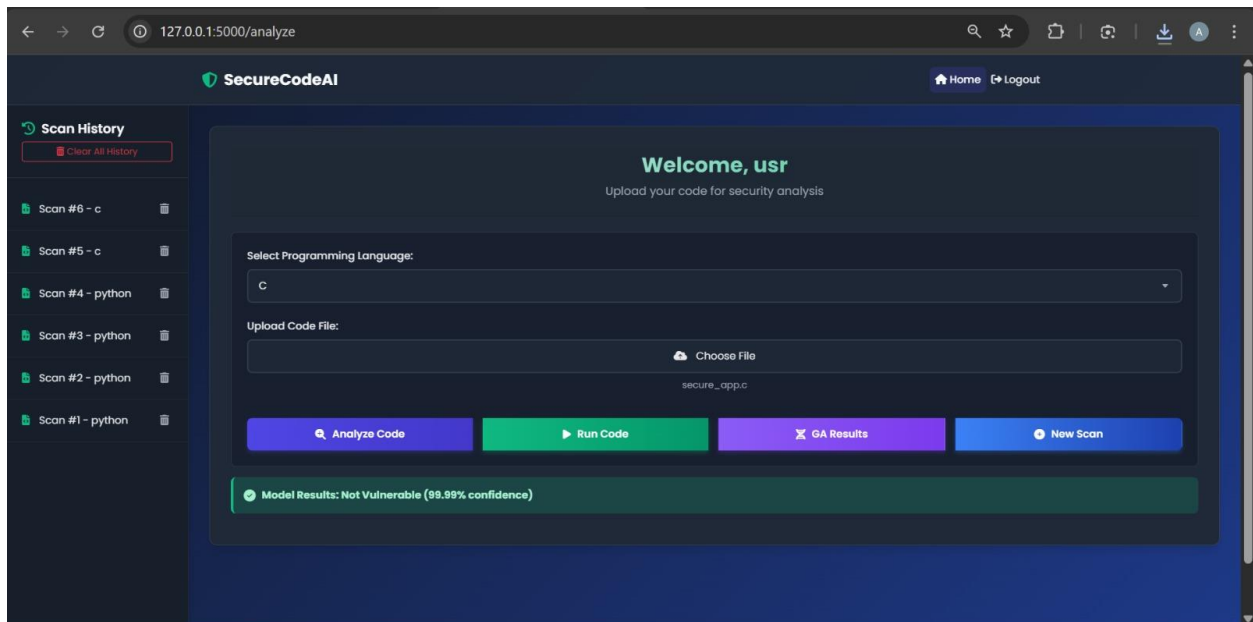 127.0.0.1:5000/analyze
A
SecureCodeAI
Home Logout
Scan History
Clear All History
Scan #6 - c
Scan #5 - c
Scan #4 - python
Scan #3 - python
Scan #2 - python
Scan #1 - python
Welcome, usr
Upload your code for security analysis
Select Programming Language:
C
Upload Code File:
Choose File
secure_app.c
Analyze Code Run Code GA Results New Scan
Model Results: Not Vulnerable (99.99% confidence)